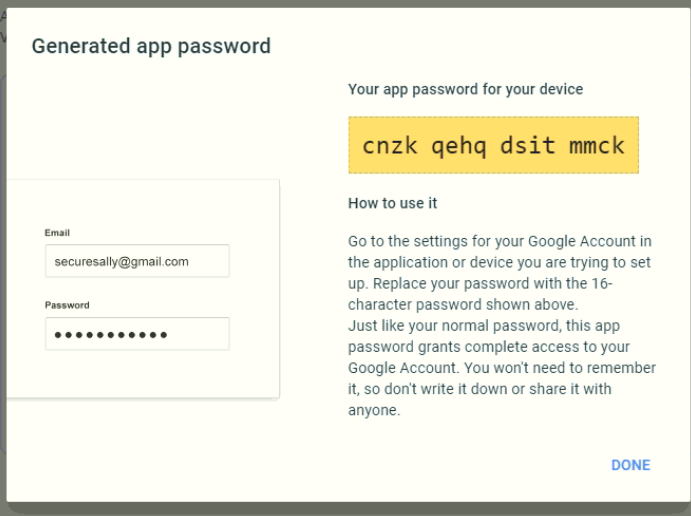 Generated app password
Your app password for your device
cnzk qehq dsit mmck
How to use it
Email
securesally@gmail.com
Go to the settings for your Google Account in
the application or device you are trying to set
up. Replace your password with the 16-
character password shown above.
Just like your normal password, this app
password grants complete access to your
Google Account. You won't need to remember
it, so don't write it down or share it with
anyone.
Password
●●●●●●●●●●●
DONE